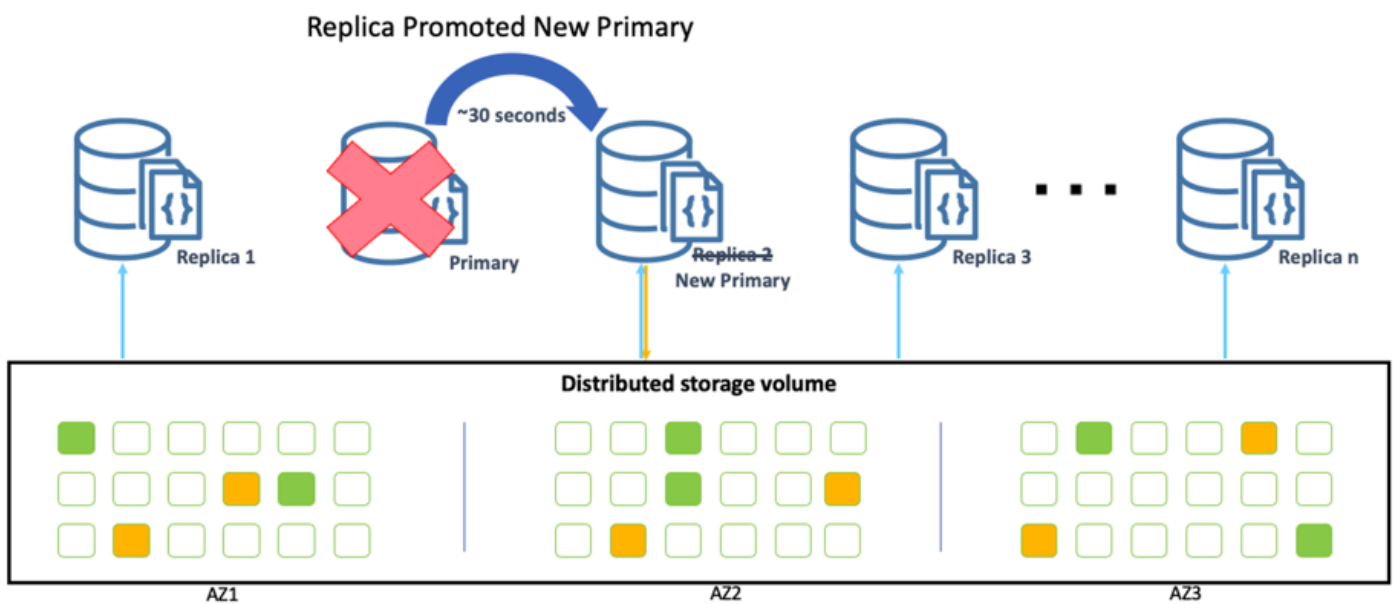 Replica Promoted New Primary
~30 seconds
{}
Replica 1
{}
Primary
{}
Replica 2
New Primary
{}
Replica 3
...
{}
Replica n
Distributed storage volume
AZ1
AZ2
AZ3